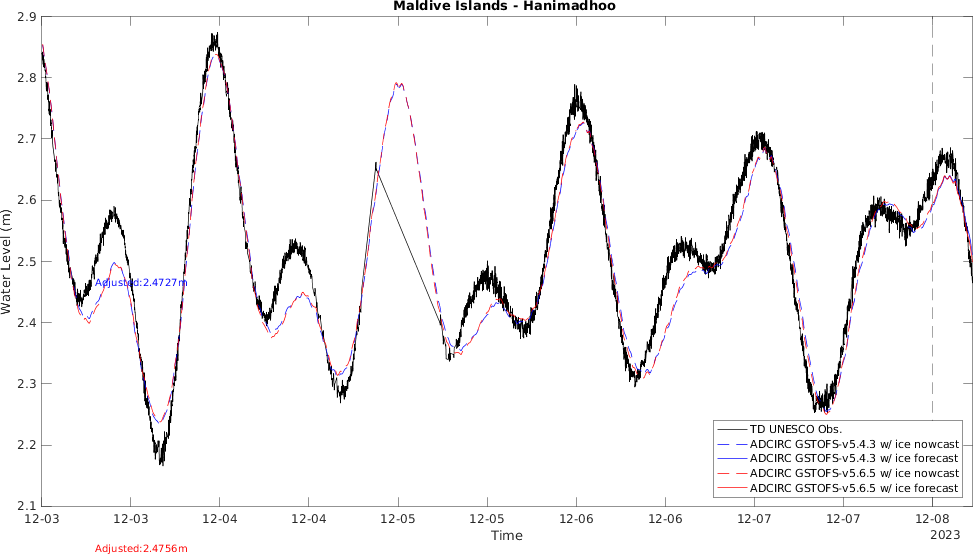 Maldive Islands - Hanimadhoo
Water Level (m)
2.9
2.8
2.7
2.6
2.5
2.4
2.3
2.2
2.1
Adjusted:2.4727m
TD UNESCO Obs.
ADCIRC GSTOFS-v5.4.3 w/ ice nowcast
ADCIRC GSTOFS-v5.4.3 w/ ice forecast
ADCIRC GSTOFS-v5.6.5 w/ ice nowcast
ADCIRC GSTOFS-v5.6.5 w/ ice forecast
12-03 12-03 12-04 12-04 12-05 12-05 12-06 12-06 12-07 12-07 12-08
2023
Time
Adjusted:2.4756m